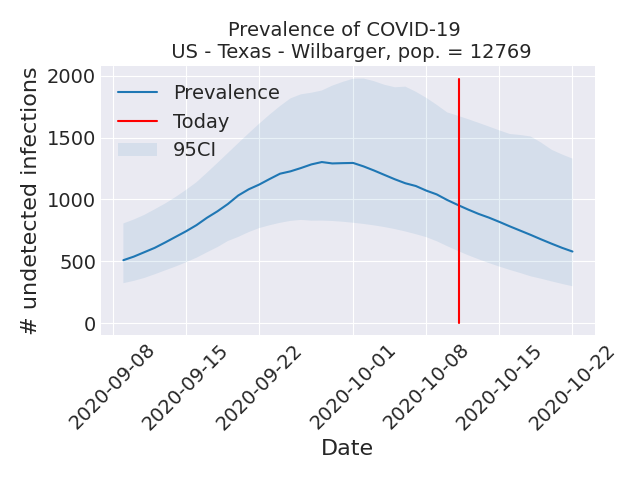 Prevalence of COVID-19
US - Texas - Wilbarger, pop. = 12769
# undetected infections
2000
1500
1000
500
0
Prevalence
Today
95CI
2020-09-08
2020-09-15
2020-09-22
2020-10-01
2020-10-08
2020-10-15
2020-10-22
Date